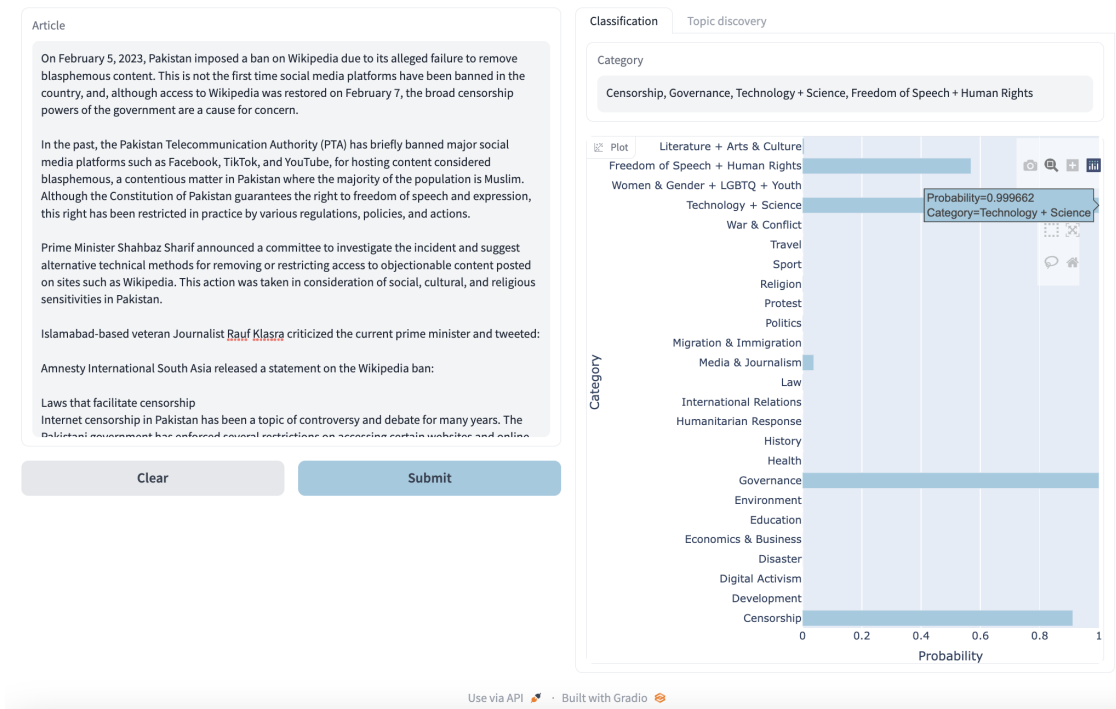 Article
On February 5, 2023, Pakistan imposed a ban on Wikipedia due to its alleged failure to remove
blasphemous content. This is not the first time social media platforms have been banned in the
country, and, although access to Wikipedia was restored on February 7, the broad censorship
powers of the government are a cause for concern.
In the past, the Pakistan Telecommunication Authority (PTA) has briefly banned major social
media platforms such as Facebook, TikTok, and YouTube, for hosting content considered
blasphemous, a contentious matter in Pakistan where the majority of the population is Muslim.
Although the Constitution of Pakistan guarantees the right to freedom of speech and expression,
this right has been restricted in practice by various regulations, policies, and actions.
Prime Minister Shahbaz Sharif announced a committee to investigate the incident and suggest
alternative technical methods for removing or restricting access to objectionable content posted
on sites such as Wikipedia. This action was taken in consideration of social, cultural, and religious
sensitivities in Pakistan.
Islamabad-based veteran Journalist Rauf Klasra criticized the current prime minister and tweeted:
Amnesty International South Asia released a statement on the Wikipedia ban:
Laws that facilitate censorship
Internet censorship in Pakistan has been a topic of controversy and debate for many years. The
Pakistani government has enforced several restrictions on accessing certain websites and online
Clear
Submit
Classification
Topic discovery
Category
Censorship, Governance, Technology + Science, Freedom of Speech + Human Rights
Plot
Literature + Arts & Culture
Freedom of Speech + Human Rights
Women & Gender + LGBTQ + Youth
Technology + Science
Probability=0.999662
Category=Technology + Science
War & Conflict
Travel
Sport
Religion
Protest
Politics
Migration & Immigration
Media & Journalism
Law
International Relations
Humanitarian Response
History
Health
Governance
Environment
Education
Economics & Business
Disaster
Digital Activism
Development
Censorship
Category
0 0.2 0.4 0.6 0.8 1
Probability
Use via API · Built with Gradio